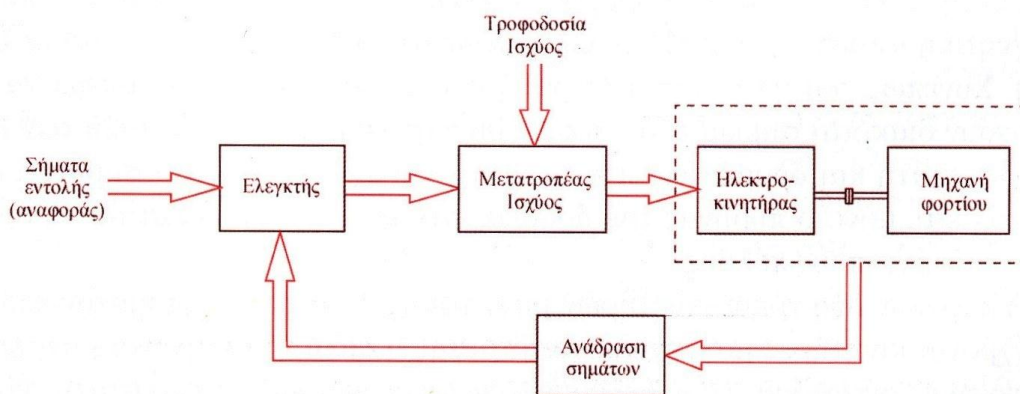 Τροφοδοσία
Ισχύος
Σήματα
εντολής
(αναφοράς)
Ελεγκτής
Μετατροπέας
Ισχύος
Ηλεκτρο-
κινητήρας
Μηχανή
φορτίου
Ανάδραση
σημάτων